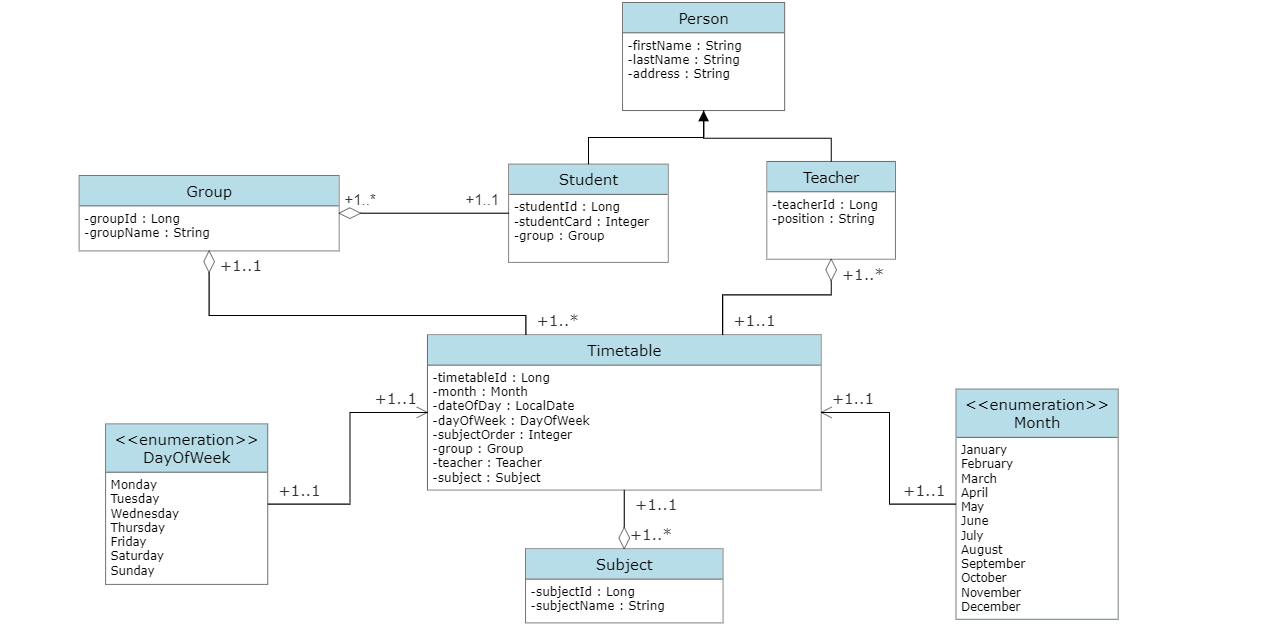 Person
-firstName : String
-lastName : String
-address : String
Group
-groupId : Long
-groupName : String
+1..*
+1..1
Student
-studentId : Long
-studentCard : Integer
-group : Group
Teacher
-teacherId : Long
-position : String
+1..1
+1..*
+1..*
+1..1
Timetable
-timetableId : Long
-month : Month
-dateOfDay : LocalDate
-dayOfWeek : DayOfWeek
-subjectOrder : Integer
-group : Group
-teacher : Teacher
-subject : Subject
+1..1
+1..1
<<enumeration>>
DayOfWeek
Monday
Tuesday
Wednesday
Thursday
Friday
Saturday
Sunday
+1..1
+1..1
<<enumeration>>
Month
January
February
March
April
May
June
July
August
September
October
November
December
+1..1
+1..*
Subject
-subjectId : Long
-subjectName : String